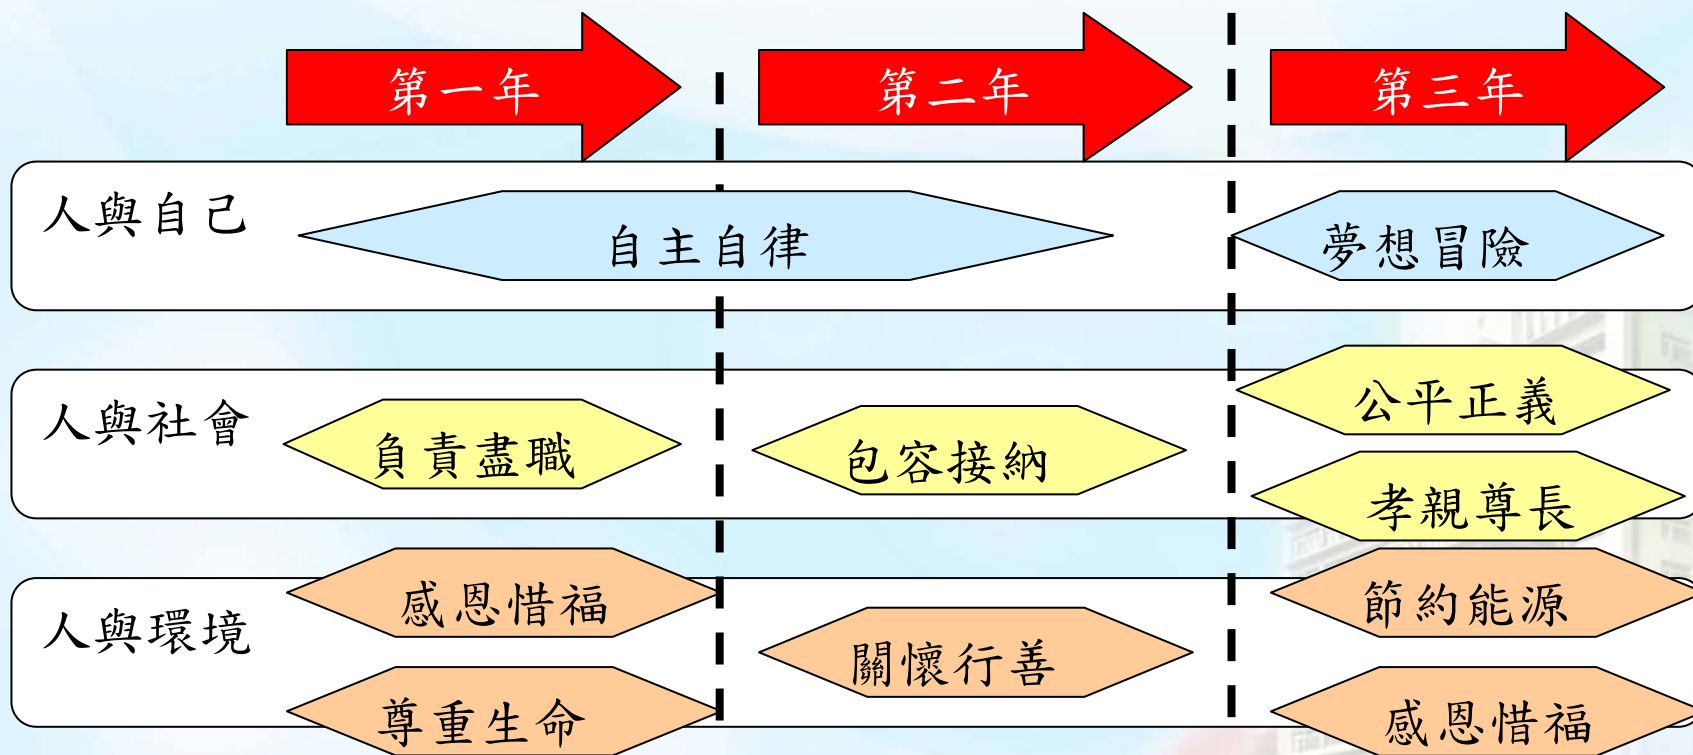 第一年
第二年
第三年
人與自己
自主自律
夢想冒險
人與社會
負責盡職
包容接納
公平正義
孝親尊長
人與環境
感恩惜福
尊重生命
關懷行善
節約能源
感恩惜福